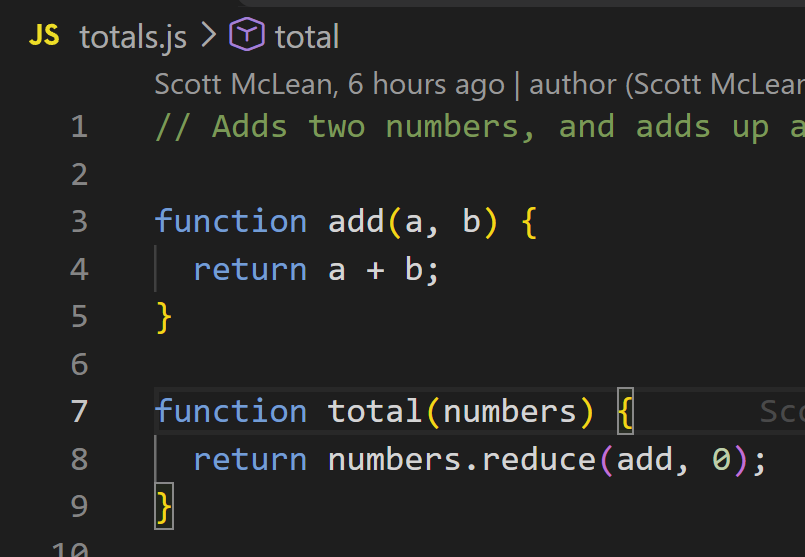 JS totals.js > total
Scott McLean, 6 hours ago | author (Scott McLean
1 // Adds two numbers, and adds up a
2
3 function add(a, b) {
4 return a + b;
5 }
6
7 function total(numbers) { Sco
8 return numbers.reduce(add, 0);
9 }
10